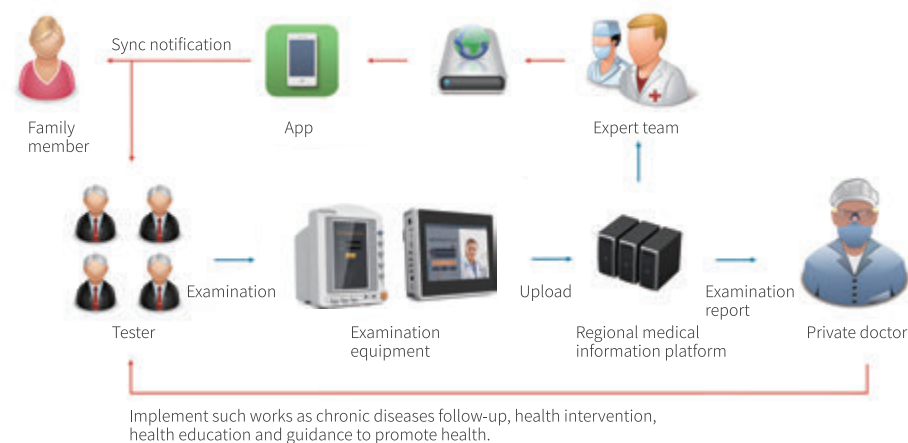 Sync notification
Family
member
App
Expert team
Examination
Upload
Examination
report
Tester
Examination
equipment
Regional medical
information platform
Private doctor
Implement such works as chronic diseases follow-up, health intervention,
health education and guidance to promote health.